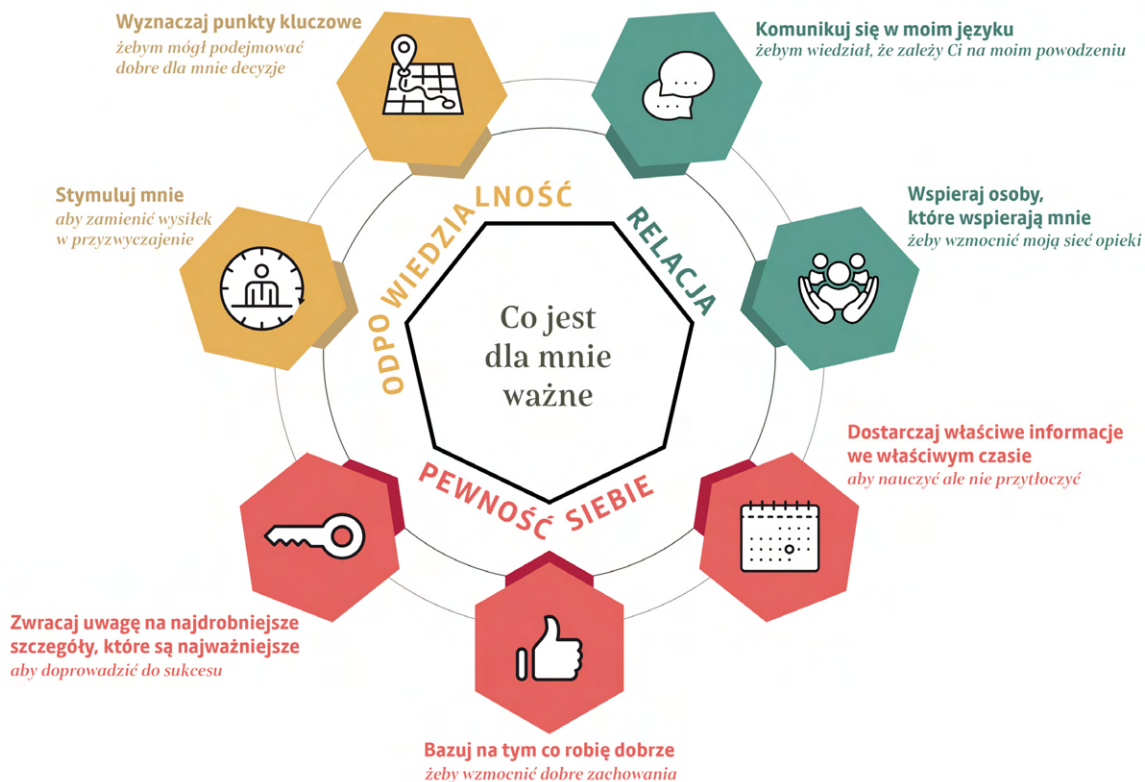 Wyznaczaj punkty kluczowe
żebym mógł podejmować
dobre dla mnie decyzje
Komunikuj się w moim języku
żebym wiedział, że zależy Ci na moim powodzeniu
Stymuluj mnie
aby zamienić wysiłek
w przyzwyczajenie
Wspieraj osoby,
które wspierają mnie
żeby wzmocnić moją sieć opieki
ODPOWIEDZIALNOŚĆ
RELACJA
Co jest
dla mnie
ważne
PEWNOŚĆ SIEBIE
Dostarczaj właściwe informacje
we właściwym czasie
aby nauczyć ale nie przytłoczyć
Zwracaj uwagę na najdrobniejsze
szczegóły, które są najważniejsze
aby doprowadzić do sukcesu
Bazuj na tym co robię dobrze
żeby wzmocnić dobre zachowania